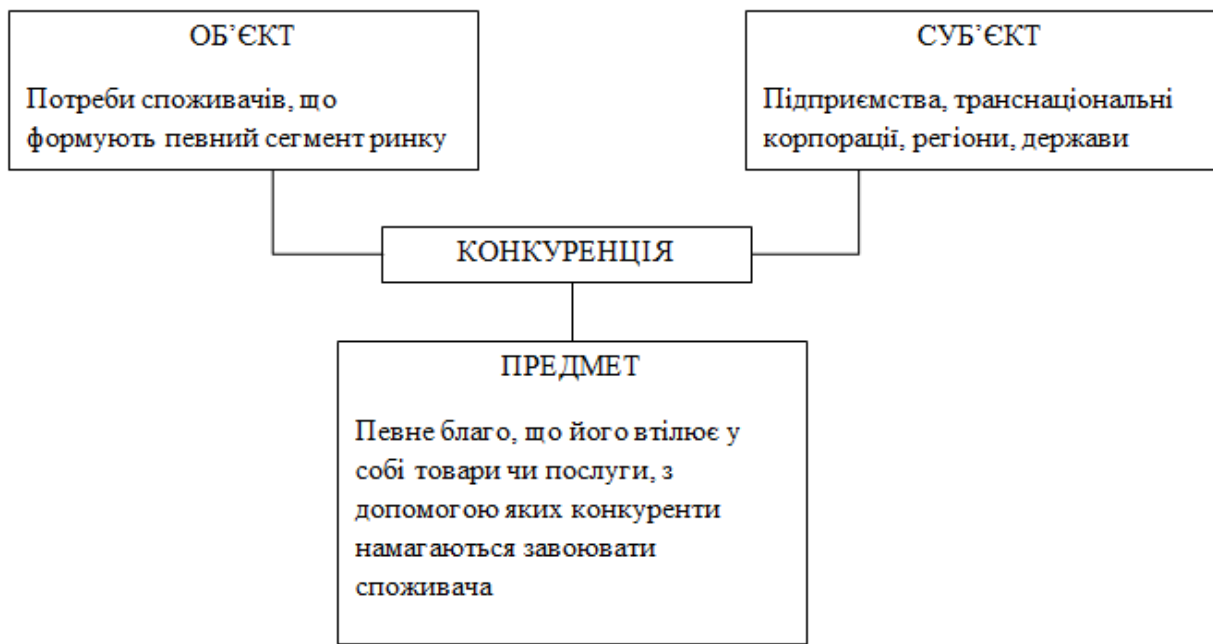 ОБ’ЄКТ
Потреби споживачів, що
формують певний сегмент ринку
СУБ’ЄКТ
Підприємства, транснаціональні
корпорації, регіони, держави
КОНКУРЕНЦІЯ
ПРЕДМЕТ
Певне благо, що його втілює у
собі товари чи послуги, з
допомогою яких конкуренти
намагаються завоювати
споживача